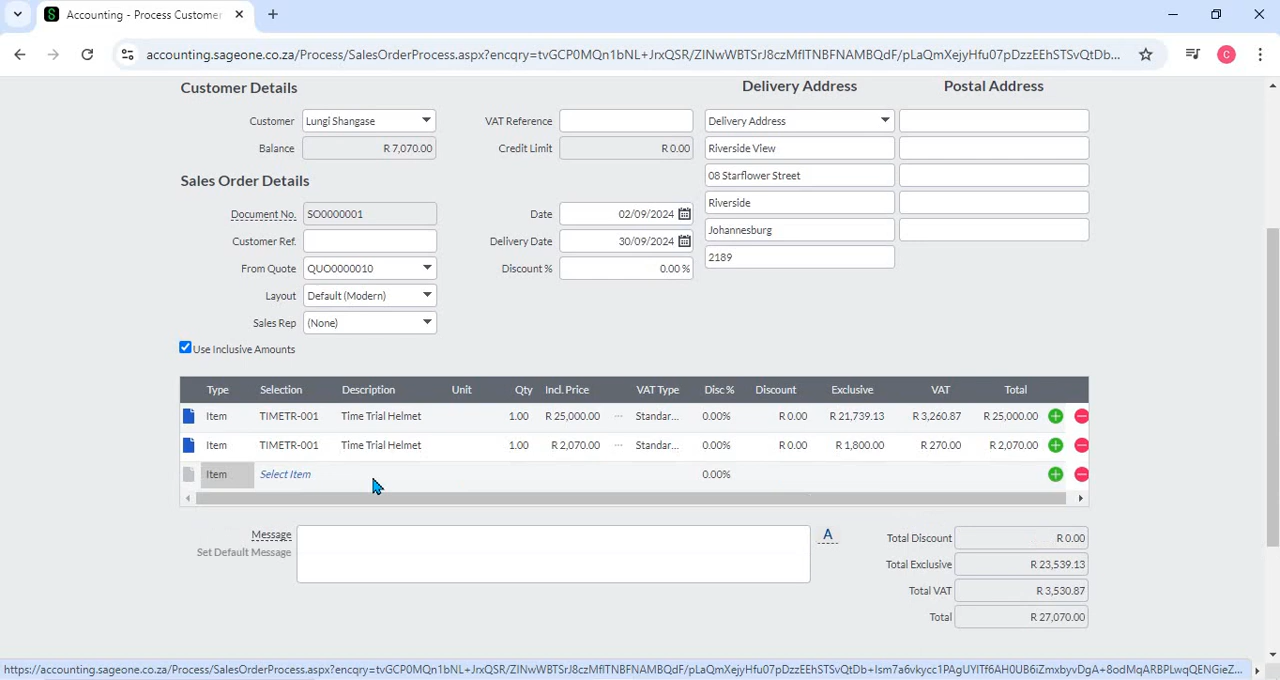 Accounting - Process Customer
accounting.sageone.co.za/Process/SalesOrderProcess.aspx?encqry=tvGCP0MQn1bNL+JrxQSR/ZINwWBTSrJ8czMflTNBFNAMBQdF/pLaQmXejyHfu07pDzzEEhSTSvQtDb...
C
Customer Details
Delivery Address
Postal Address
Customer Lungi Shangase
VAT Reference
Delivery Address
Balance R 7,070.00
Credit Limit R 0.00
Riverside View
Sales Order Details
08 Starflower Street
Riverside
Document No. SO0000001
Date 02/09/2024
Johannesburg
Customer Ref.
Delivery Date 30/09/2024
2189
From Quote QUO0000010
Discount % 0.00 %
Layout Default (Modern)
Sales Rep (None)
Use Inclusive Amounts
Type Selection Description Unit Qty Incl. Price VAT Type Disc % Discount Exclusive VAT Total
Item TIMETR-001 Time Trial Helmet 1.00 R 25,000.00 ... Standar... 0.00% R 0.00 R 21,739.13 R 3,260.87 R 25,000.00
Item TIMETR-001 Time Trial Helmet 1.00 R 2,070.00 ... Standar... 0.00% R 0.00 R 1,800.00 R 270.00 R 2,070.00
Item Select Item 0.00%
Message
A
Set Default Message
Total Discount R 0.00
Total Exclusive R 23,539.13
Total VAT R 3,530.87
Total R 27,070.00